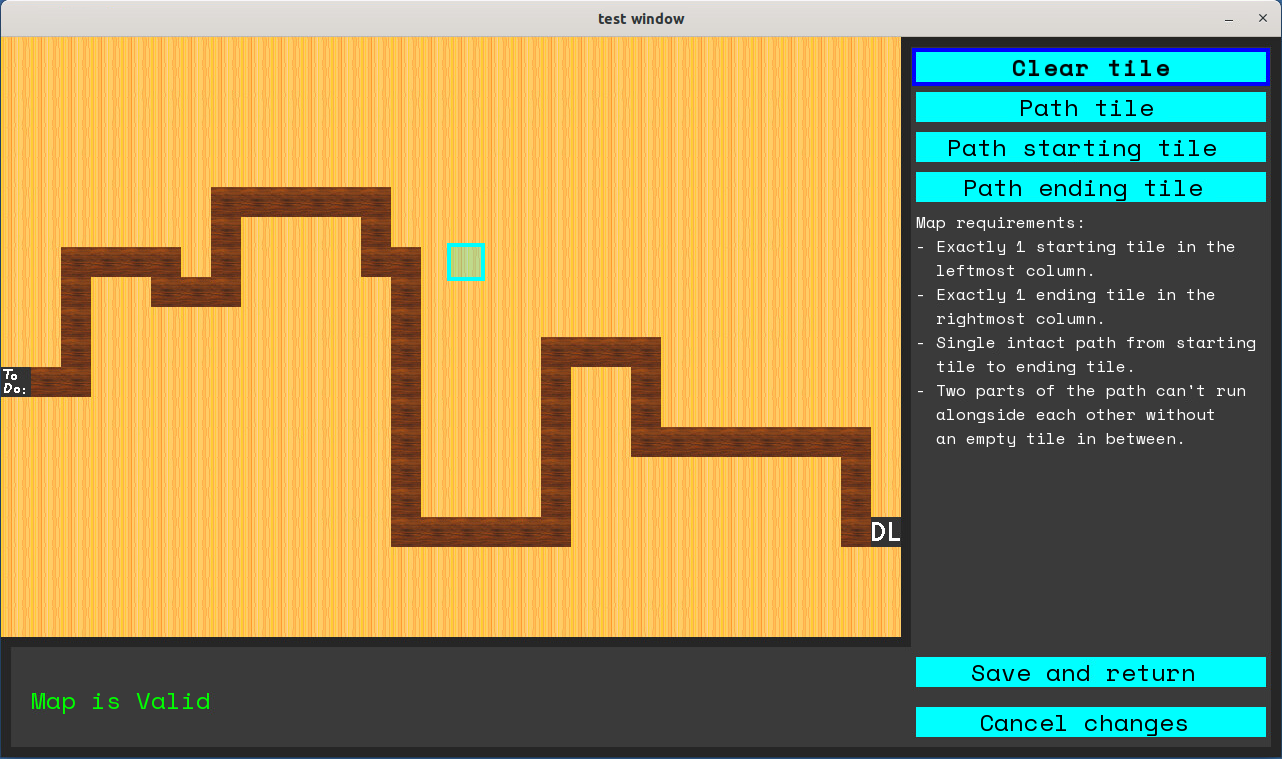 test window
Clear tile
Path tile
Path starting tile
Path ending tile
Map requirements:
- Exactly 1 starting tile in the
leftmost column.
- Exactly 1 ending tile in the
rightmost column.
- Single intact path from starting
tile to ending tile.
- Two parts of the path can't run
alongside each other without
an empty tile in between.
To
Do:
DL
Map is Valid
Save and return
Cancel changes